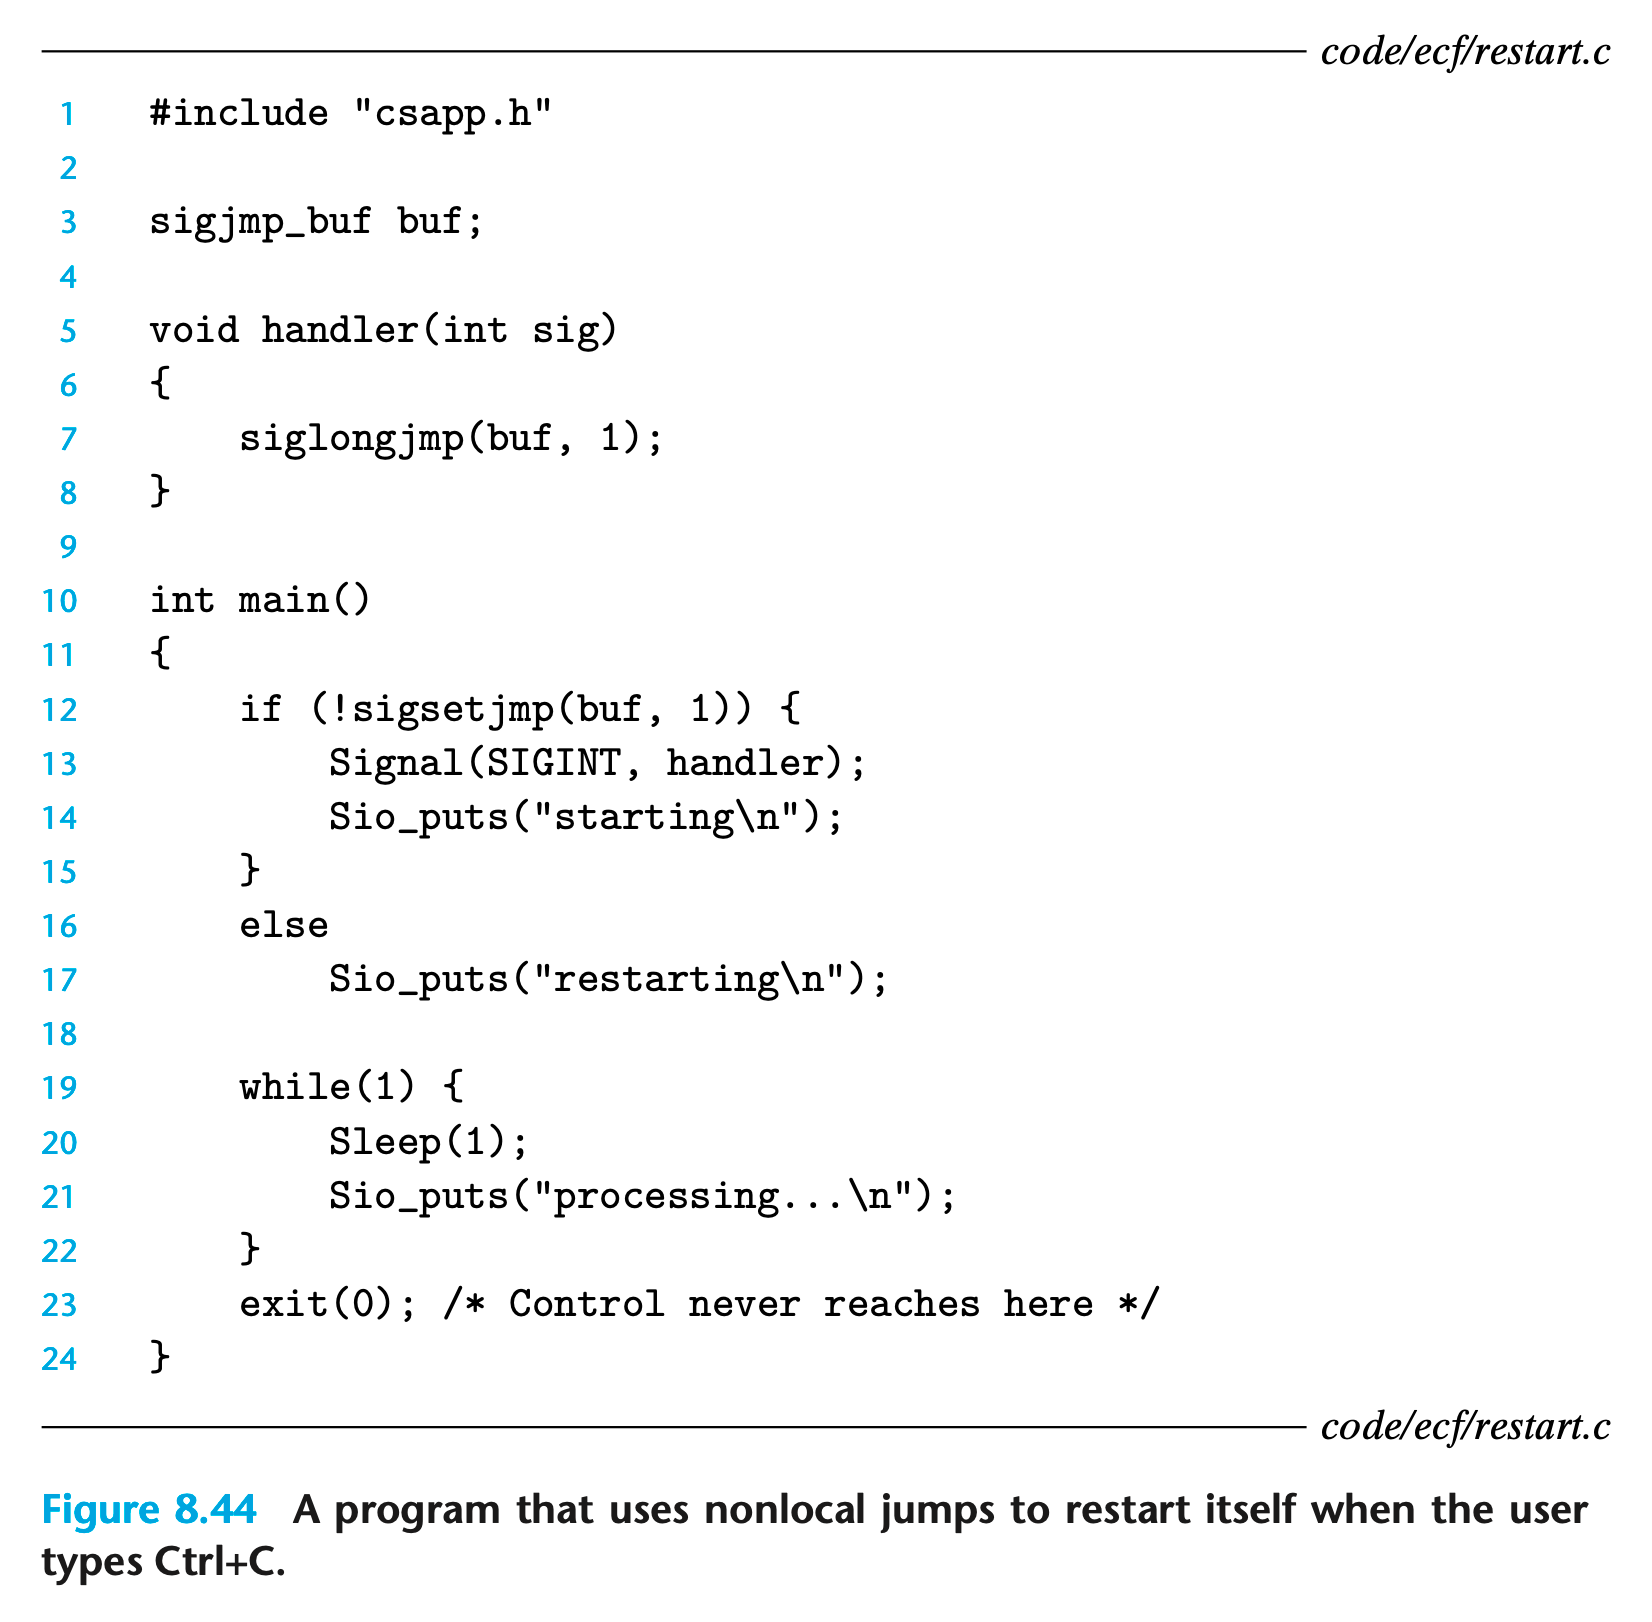 code/ecf/restart.c
1 #include "csapp.h"
2
3 sigjmp_buf buf;
4
5 void handler(int sig)
6 {
7     siglongjmp(buf, 1);
8 }
9
10 int main()
11 {
12     if (!sigsetjmp(buf, 1)) {
13         Signal(SIGINT, handler);
14         Sio_puts("starting\n");
15     }
16     else
17         Sio_puts("restarting\n");
18
19     while(1) {
20         Sleep(1);
21         Sio_puts("processing...\n");
22     }
23     exit(0); /* Control never reaches here */
24 }
code/ecf/restart.c
Figure 8.44 A program that uses nonlocal jumps to restart itself when the user
types Ctrl+C.